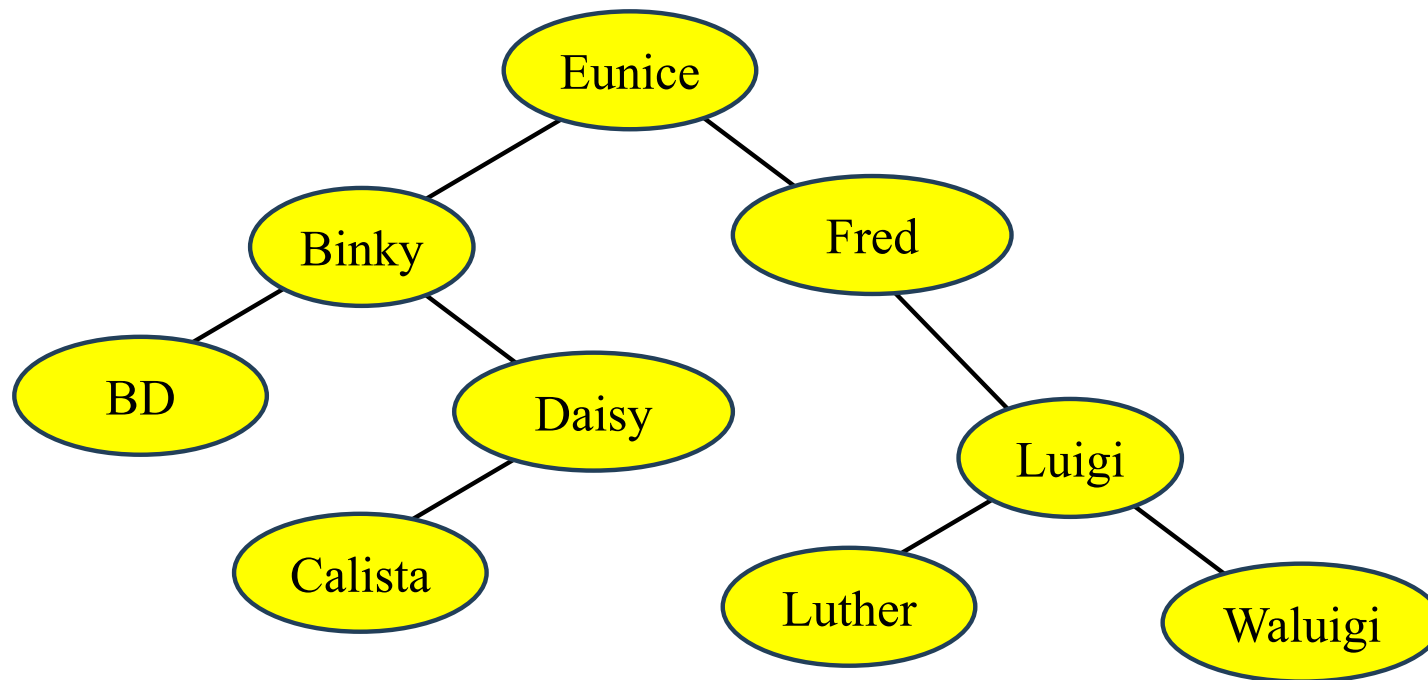 Eunice
Binky
Fred
BD
Daisy
Luigi
Calista
Luther
Waluigi